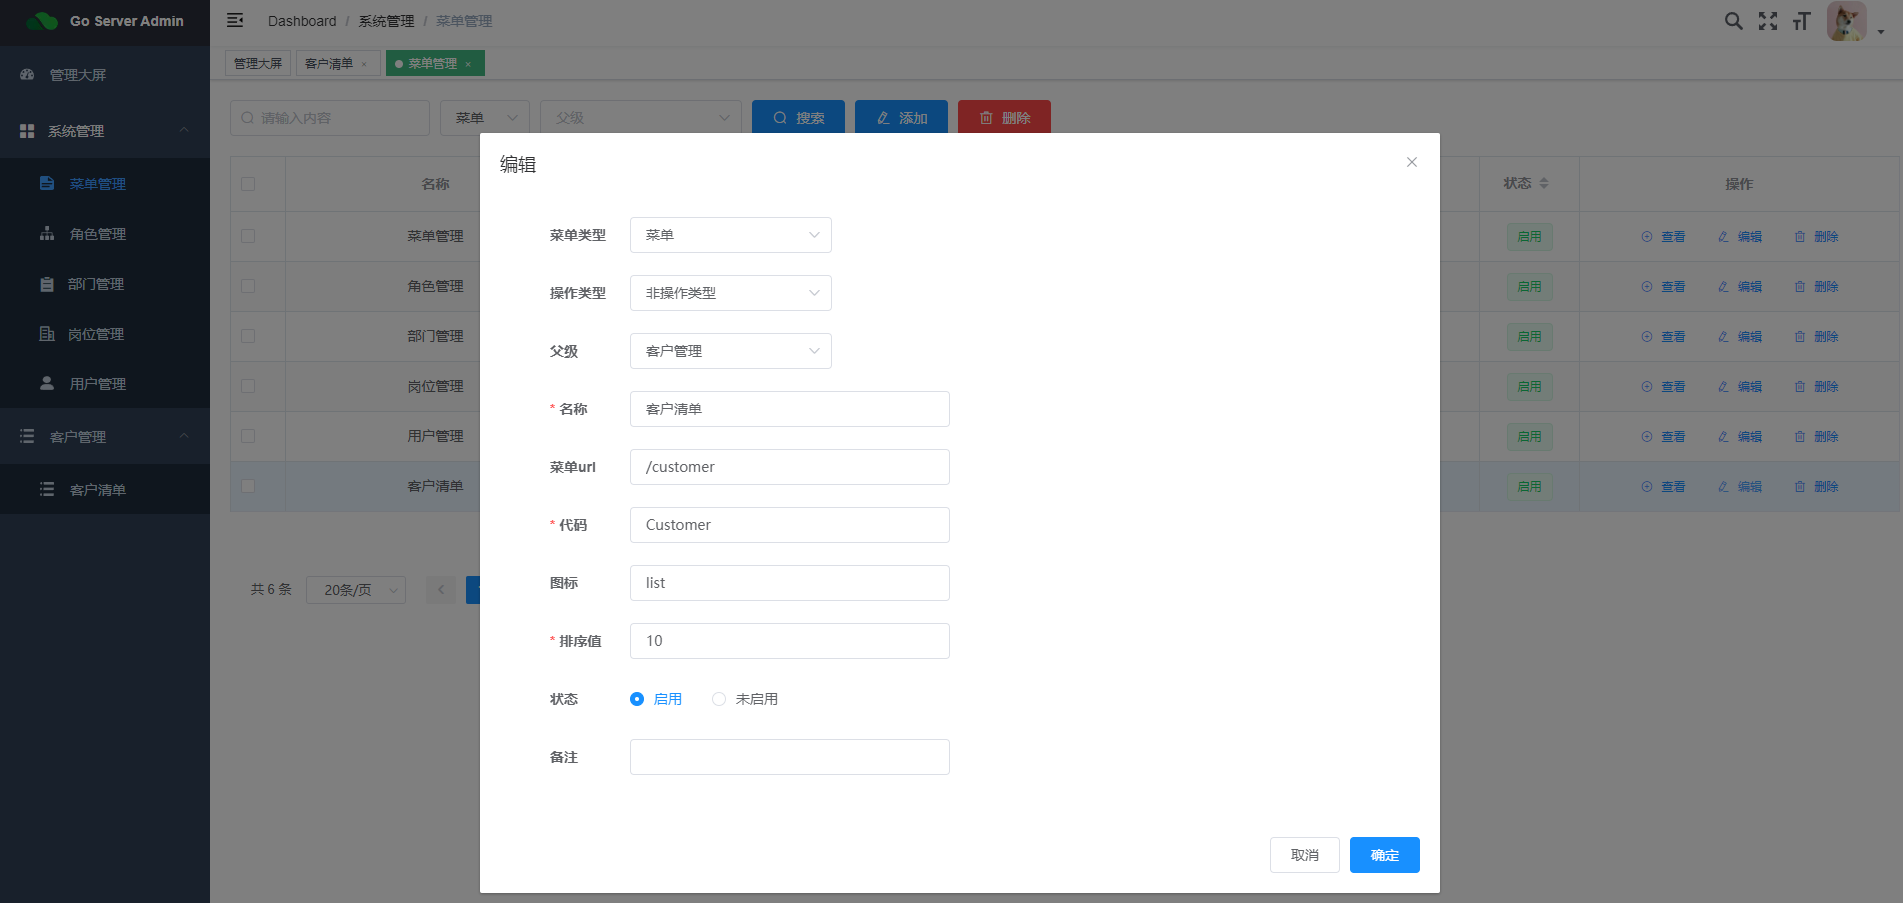 Go Server Admin
Dashboard / 系统管理 / 菜单管理
管理大屏
客户清单 ×
菜单管理 ×
管理大屏
系统管理
菜单管理
角色管理
部门管理
岗位管理
用户管理
客户管理
客户清单
请输入内容
菜单
父级
搜索
添加
删除
名称
状态
操作
菜单管理
启用 查看 编辑 删除
角色管理
启用 查看 编辑 删除
部门管理
启用 查看 编辑 删除
岗位管理
启用 查看 编辑 删除
用户管理
启用 查看 编辑 删除
客户清单
启用 查看 编辑 删除
共 6 条
20条/页
编辑
菜单类型 菜单
操作类型 非操作类型
父级 客户管理
* 名称 客户清单
菜单url /customer
* 代码 Customer
图标 list
* 排序值 10
状态 启用 未启用
备注
取消
确定